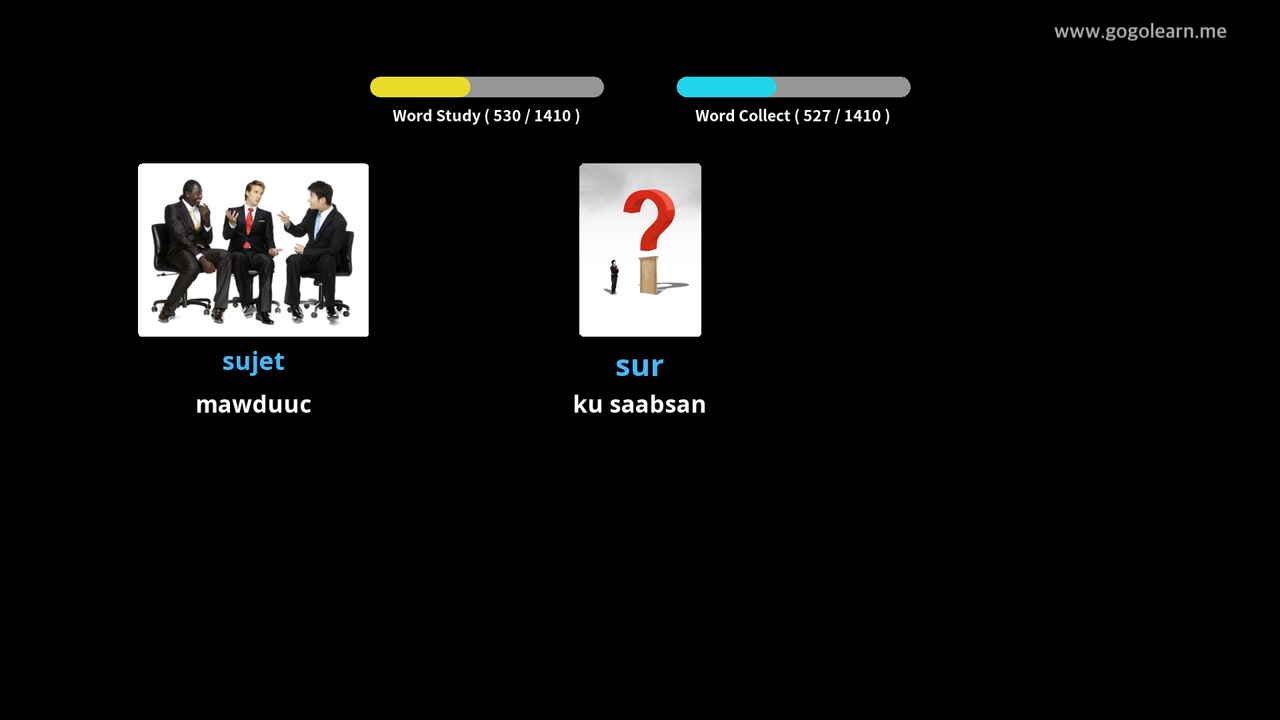 www.gogolearn.me
Word Study ( 530 / 1410 )
Word Collect ( 527 / 1410 )
sujet
mawduuc
sur
ku saabsan